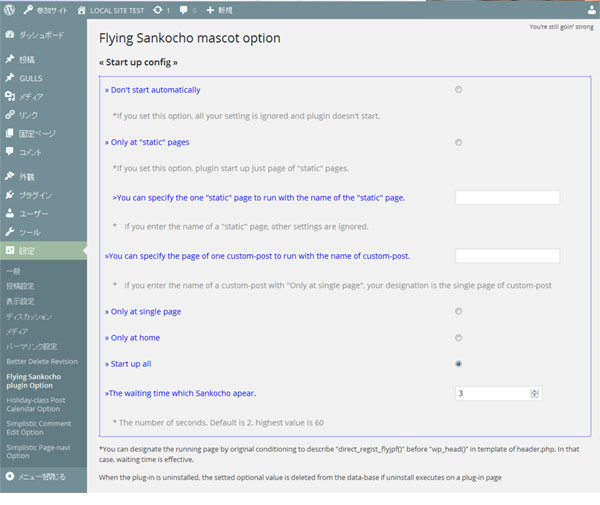 参加サイト LOCAL SITE TEST 1 0 + 新規
You're still goin' strong
ダッシュボード
投稿
GULLS
メディア
リンク
固定ページ
コメント
外観
プラグイン
ユーザー
ツール
設定
一般
投稿設定
表示設定
ディスカッション
メディア
パーマリンク設定
Better Delete Revision
Flying Sankocho
plugin Option
Holiday-class Post
Calendar Option
Simplistic Comment
Edit Option
Simplistic Page-navi
Option
メニューを閉じる
Flying Sankocho mascot option
« Start up config »
» Don't start automatically
*If you set this option, all your setting is ignored and plugin doesn't start.
» Only at "static" pages
*If you set this option, plugin start up just page of "static" pages.
>You can specify the one "static" page to run with the name of the "static" page.
* If you enter the name of a "static" page, other settings are ignored.
»You can specify the page of one custom-post to run with the name of custom-post.
* If you enter the name of a custom-post with "Only at single page", your designation is the single page of custom-post
» Only at single page
» Only at home
» Start up all
»The waiting time which Sankocho apear.
3
* The number of seconds. Default is 2, highest value is 60
*You can designate the running page by original conditioning to describe "direct_regist_flyjpf()" before "wp_head()" in template of header.php. In that
case, waiting time is effective.
When the plug-in is uninstalled, the setted optional value is deleted from the data-base if uninstall executes on a plug-in page